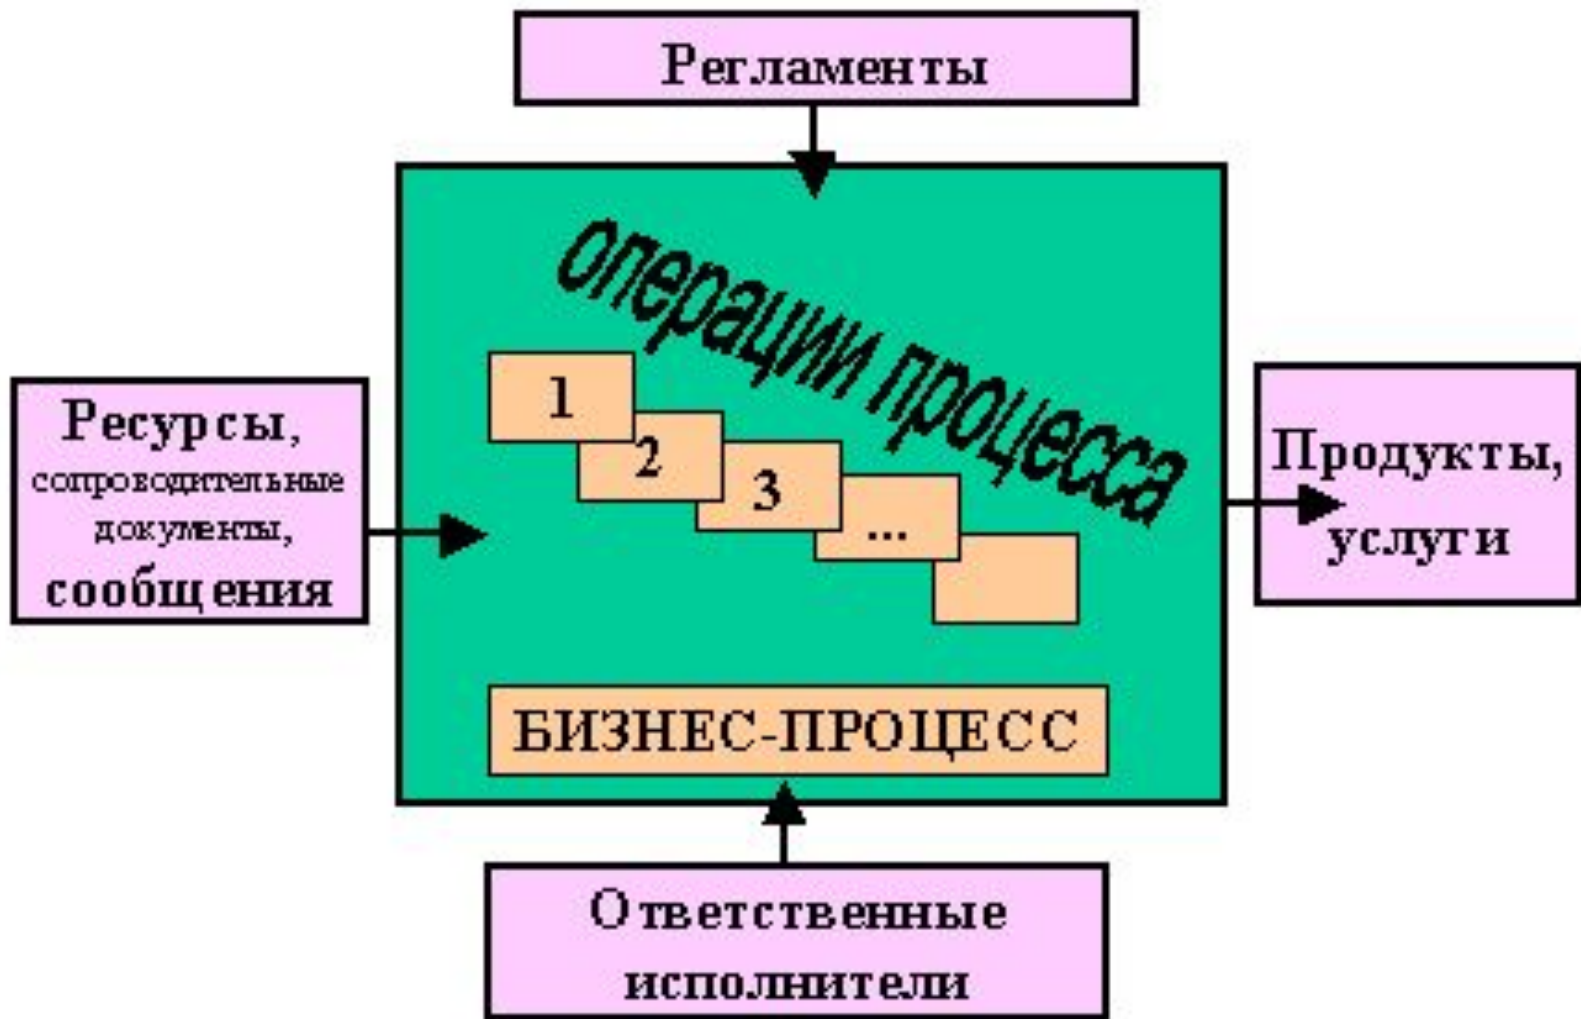 Регламенты
операции процесса
1
2
3
...
Ресурсы,
сопроводительные
документы,
сообщения
Продукты,
услуги
БИЗНЕС-ПРОЦЕСС
Ответственные
исполнители